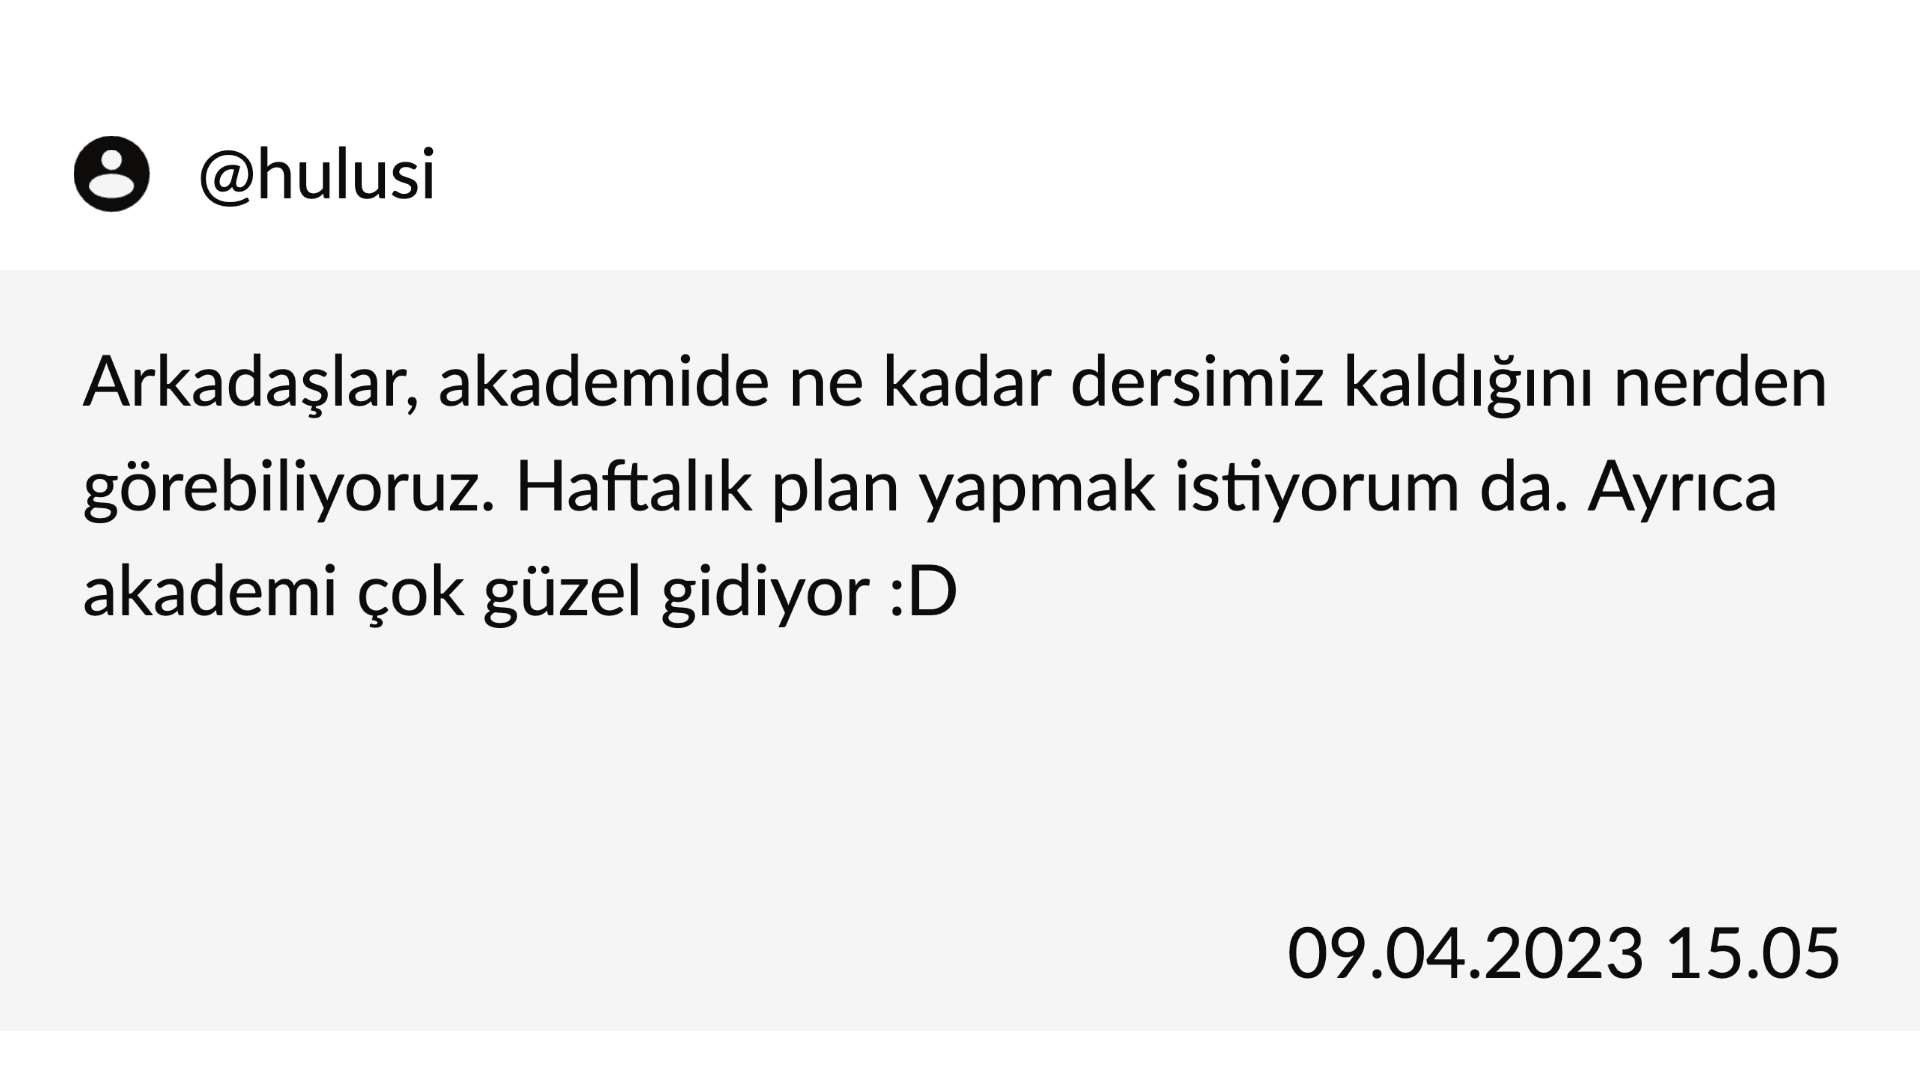 @hulusi
Arkadaşlar, akademide ne kadar dersimiz kaldığını nerden
görebiliyoruz. Haftalık plan yapmak istiyorum da. Ayrıca
akademi çok güzel gidiyor :D
09.04.2023 15.05